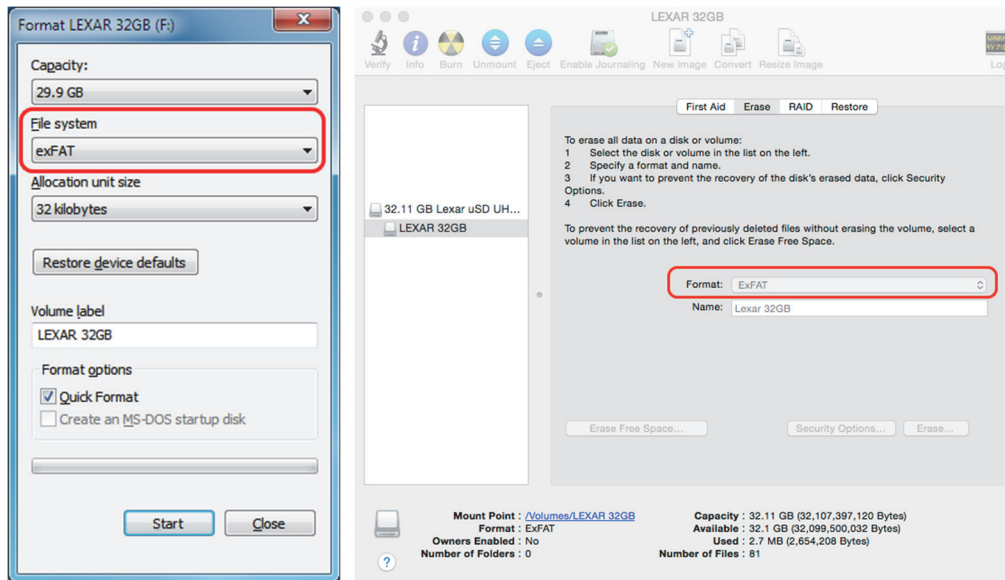 Format LEXAR 32GB (F:)
Capacity:
29.9 GB
File system
exFAT
Allocation unit size
32 kilobytes
Restore device defaults
Volume label
LEXAR 32GB
Format options
Quick Format
Create an MS-DOS startup disk
Start
Close
LEXAR 32GB
Verify Info Burn Unmount Eject Enable Journaling New Image Convert Resize Image
First Aid Erase RAID Restore
To erase all data on a disk or volume:
1 Select the disk or volume in the list on the left.
2 Specify a format and name.
3 If you want to prevent the recovery of the disk's erased data, click Security
Options.
4 Click Erase.
To prevent the recovery of previously deleted files without erasing the volume, select a
volume in the list on the left, and click Erase Free Space.
32.11 GB Lexar uSD UH...
LEXAR 32GB
Format: ExFAT
Name: Lexar 32GB
Erase Free Space... Security Options... Erase...
Mount Point : /Volumes/LEXAR 32GB
Format : ExFAT
Owners Enabled : No
Number of Folders : 0
Capacity : 32.11 GB (32,107,397,120 Bytes)
Available : 32.1 GB (32,099,500,032 Bytes)
Used : 2.7 MB (2,654,208 Bytes)
Number of Files : 81
?